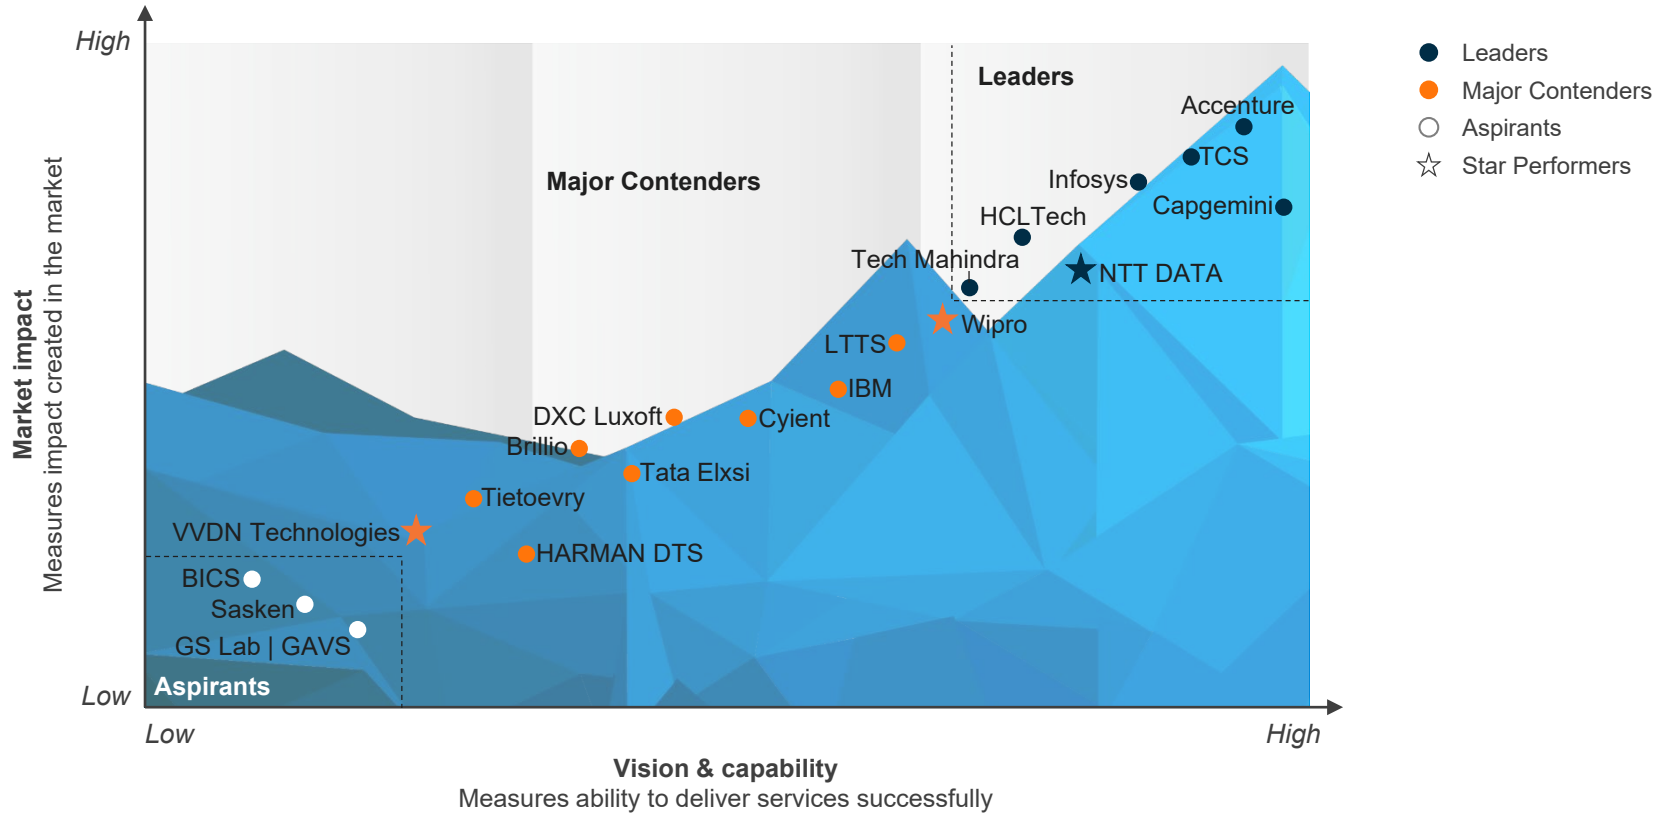 High
Leaders
Major Contenders
Aspirants
Star Performers
Leaders
Accenture
TCS
Infosys
Capgemini
HCLTech
Tech Mahindra
NTT DATA
Major Contenders
Wipro
LTTS
IBM
DXC Luxoft
Cyient
Brillio
Tata Elxsi
Tietoevry
VVDN Technologies
HARMAN DTS
BICS
Sasken
GS Lab | GAVS
Aspirants
Market impact
Measures impact created in the market
Low
Low
High
Vision & capability
Measures ability to deliver services successfully